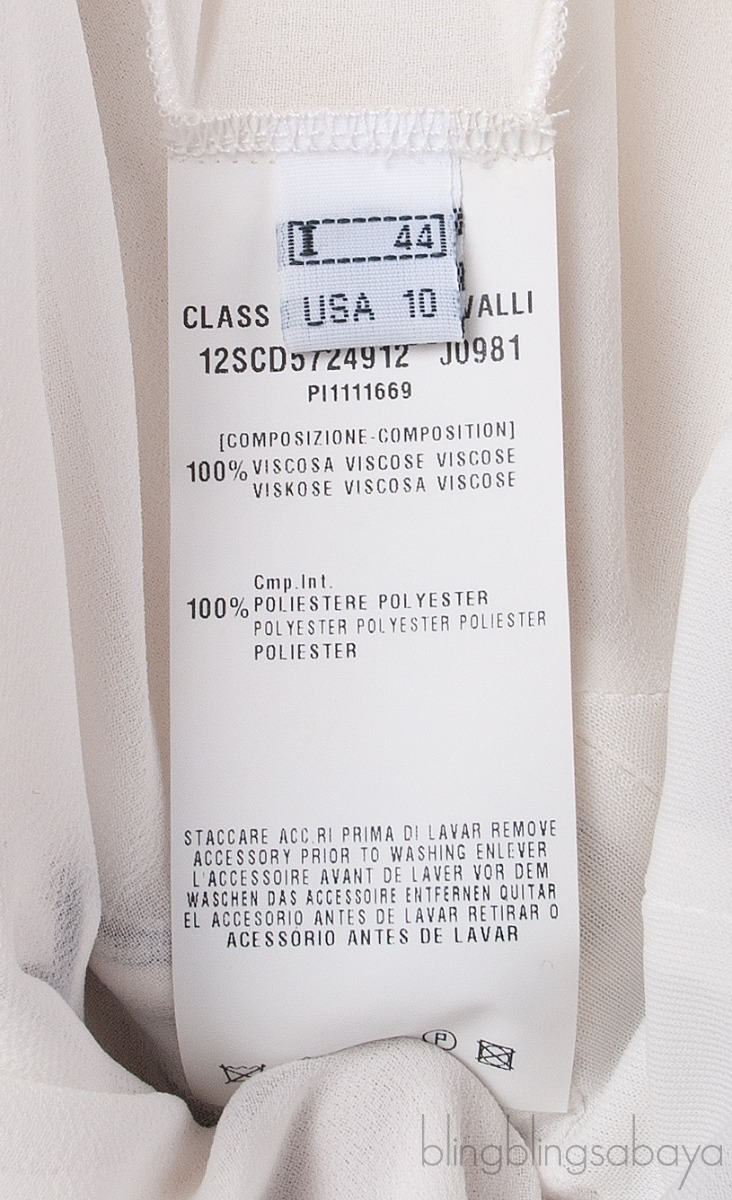 I 44
USA 10
CLASS VALLI
12SCD5724912 J0981
PI1111669
[COMPOSIZIONE-COMPOSITION]
100% VISCOSA VISCOSE VISCOSE
VISKOSE VISCOSA VISCOSE
Cmp.Int.
100% POLIESTERE POLYESTER
POLYESTER POLYESTER POLIESTER
POLIESTER
STACCARE ACC.RI PRIMA DI LAVAR REMOVE
ACCESSORY PRIOR TO WASHING ENLEVER
L'ACCESSOIRE AVANT DE LAVER VOR DEM
WASCHEN DAS ACCESSOIRE ENTFERNEN QUITAR
EL ACCESORIO ANTES DE LAVAR RETIRAR O
ACESSÓRIO ANTES DE LAVAR
P
blingblingsabaya